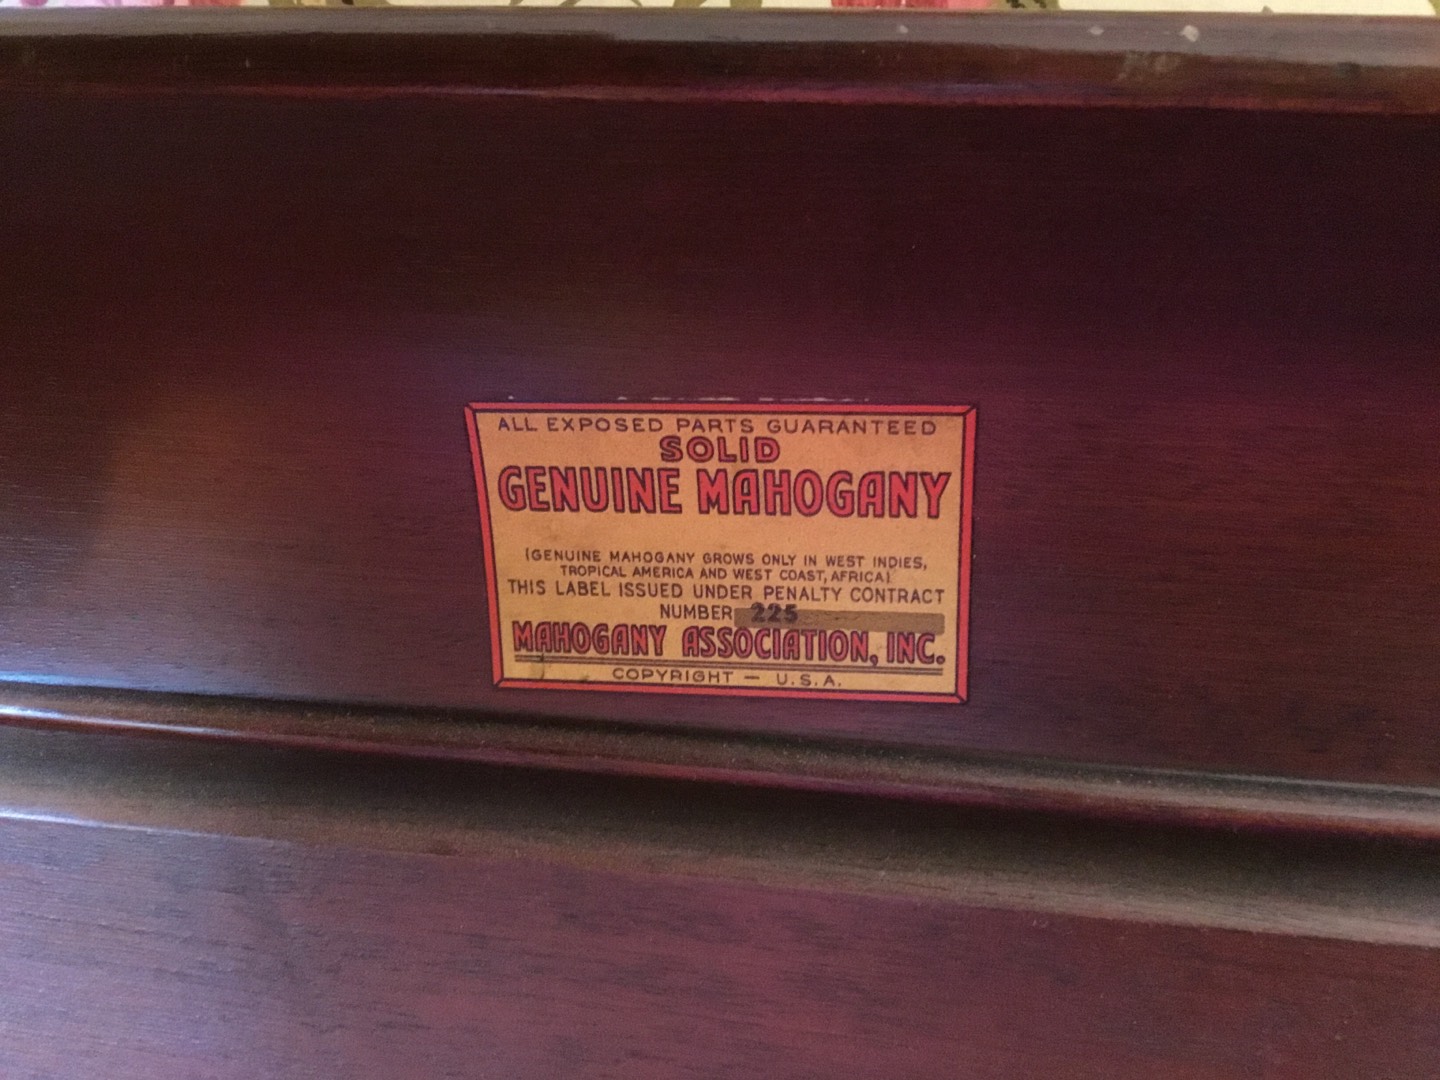 ALL EXPOSED PARTS GUARANTEED
SOLID
GENUINE MAHOGANY
(GENUINE MAHOGANY GROWS ONLY IN WEST INDIES,
TROPICAL AMERICA AND WEST COAST, AFRICA).
THIS LABEL ISSUED UNDER PENALTY CONTRACT
NUMBER 225
MAHOGANY ASSOCIATION, INC.
COPYRIGHT — U.S.A.